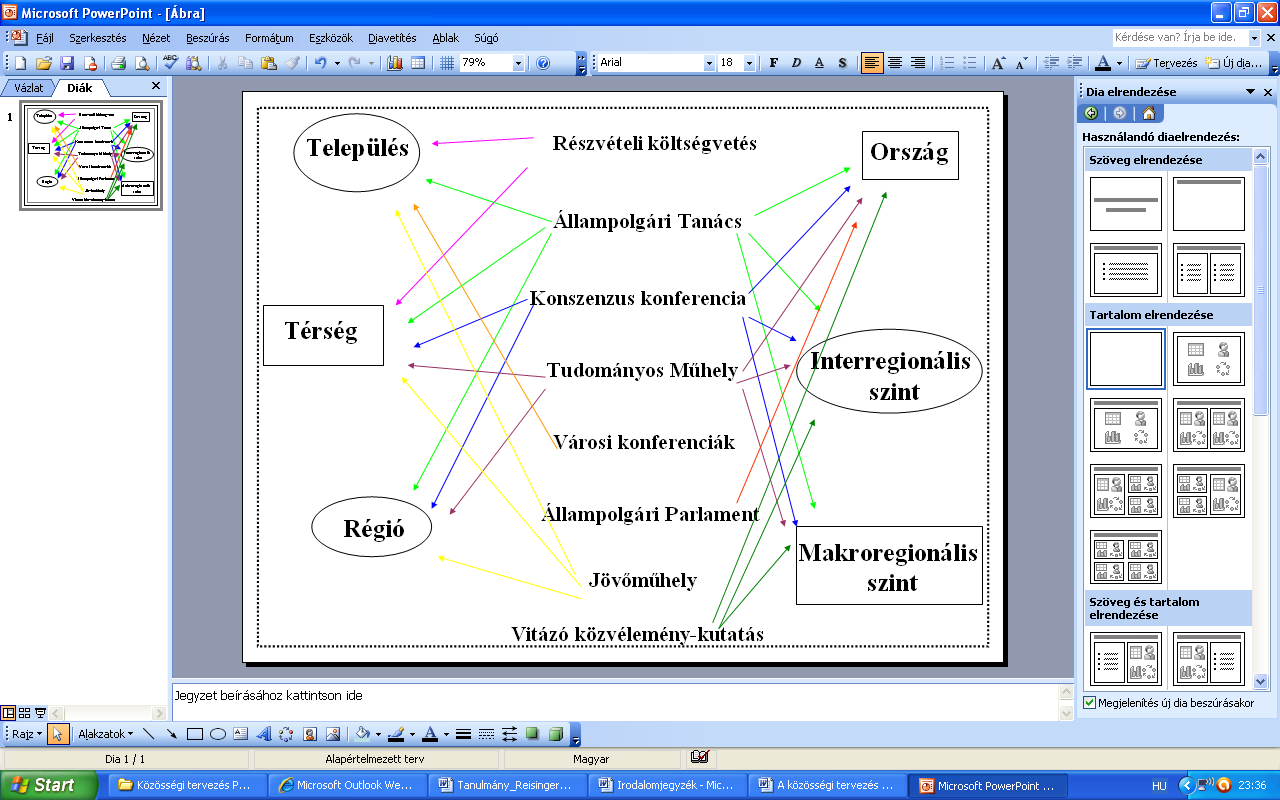 Microsoft PowerPoint - [Ábra]
Fájl Szerkesztés Nézet Beszúrás Formátum Eszközök Diavetítés Ablak Súgó
Kérdése van? Írja be ide.
79% Arial 18 F D A S Tervezés Új dia...
Vázlat Diák
Dia elrendezése
Használandó diaelrendezés:
Szöveg elrendezése
Tartalom elrendezése
Szöveg és tartalom
elrendezése
Megjelenítés új dia beszúrásakor
1
Település
Részvételi költségvetés
Ország
Állampolgári Tanács
Konszenzus konferencia
Térség
Interregionális
szint
Tudományos Műhely
Városi konferenciák
Állampolgári Parlament
Régió
Makroregionális
szint
Jövőműhely
Vitázó közvélemény-kutatás
Jegyzet beírásához kattintson ide
Rajz Alakzatok
Dia 1 / 1 Alapértelmezett terv Magyar
Start Közösségi tervezés P... Microsoft Outlook We... Tanulmány_Reisinger... Irodalomjegyzék - Mic... A közösségi tervezés ... Microsoft PowerPoint ... HU 23:36